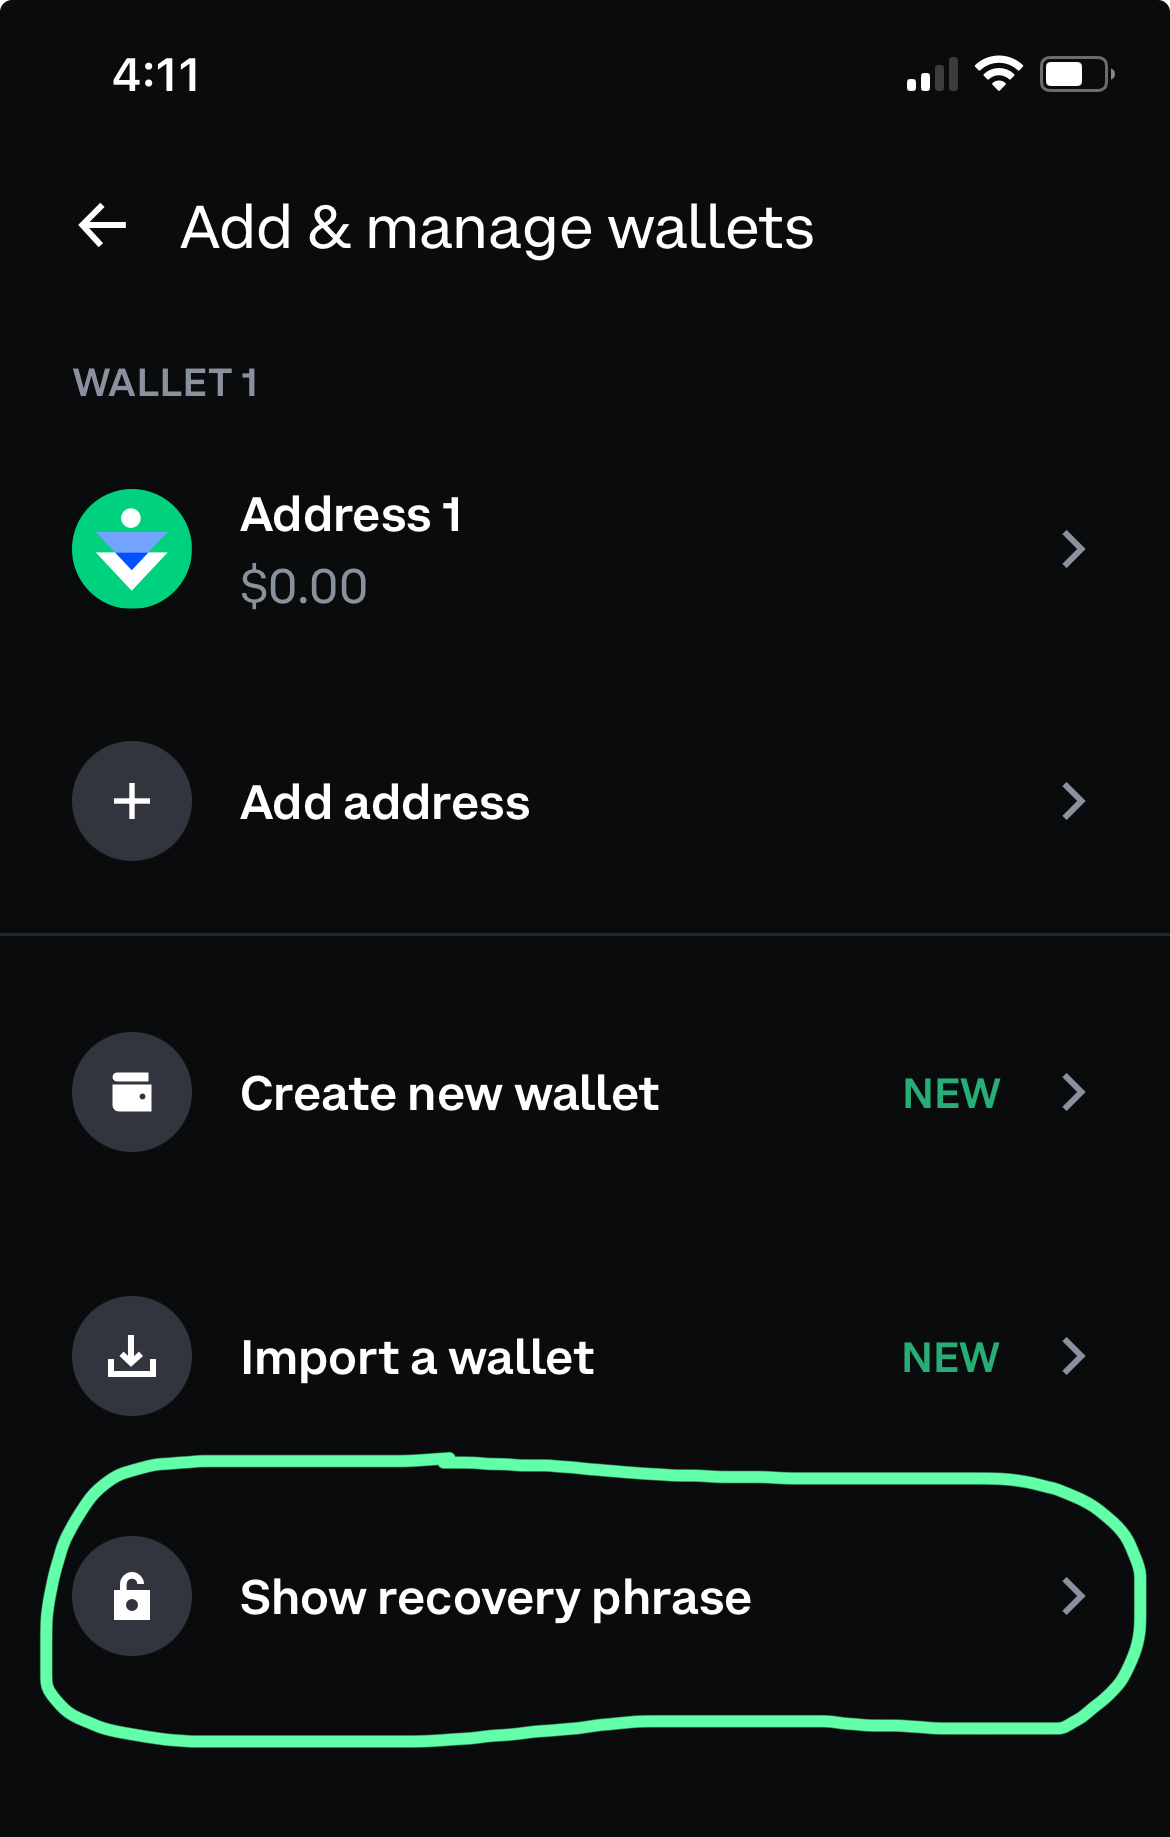 4:11
Add & manage wallets
WALLET 1
Address 1
$0.00
Add address
Create new wallet NEW
Import a wallet NEW
Show recovery phrase